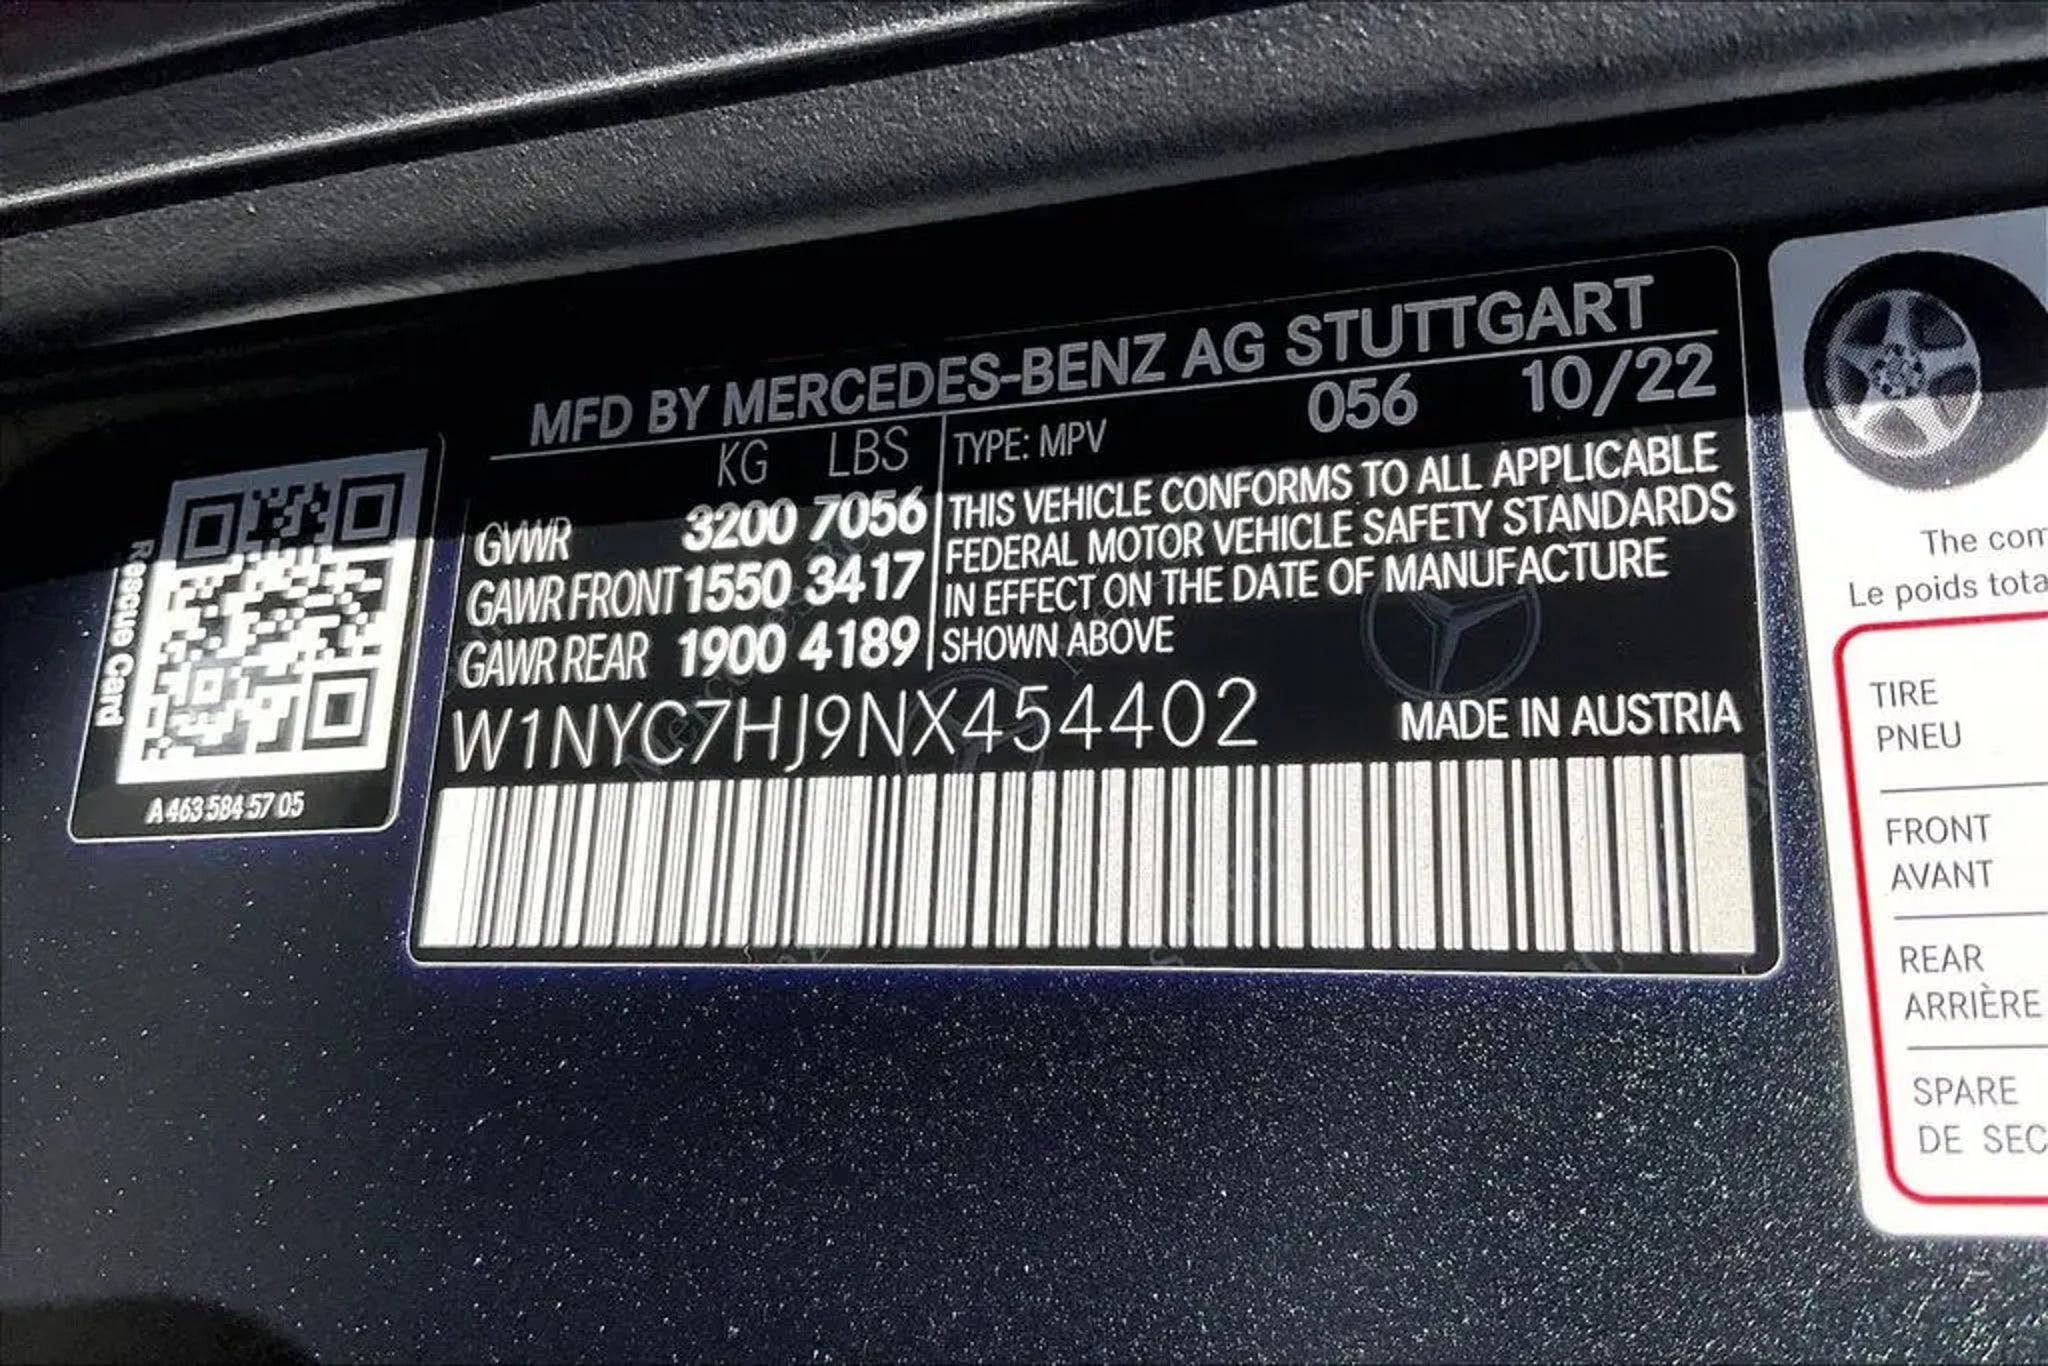 MFD BY MERCEDES-BENZ AG STUTTGART
KG LBS
GVWR 3200 7056
GAWR FRONT 1550 3417
GAWR REAR 1900 4189
TYPE: MPV 056 10/22
THIS VEHICLE CONFORMS TO ALL APPLICABLE
FEDERAL MOTOR VEHICLE SAFETY STANDARDS
IN EFFECT ON THE DATE OF MANUFACTURE
SHOWN ABOVE
W1NYC7HJ9NX454402
MADE IN AUSTRIA
Rescue Card
A 463 584 57 05
The com
Le poids tota
TIRE
PNEU
FRONT
AVANT
REAR
ARRIÈRE
SPARE
DE SEC